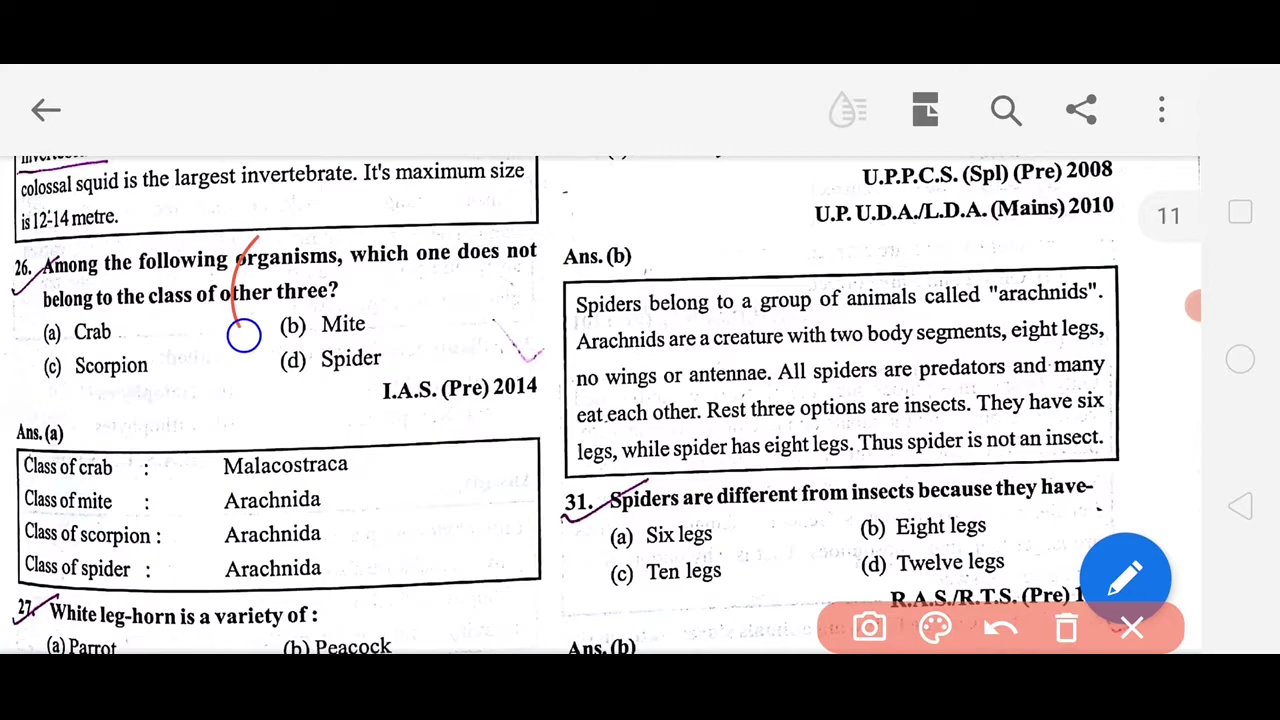 colossal squid is the largest invertebrate. It's maximum size
is 12-14 metre.
26. Among the following organisms, which one does not
belong to the class of other three?
(a) Crab
(b) Mite
(c) Scorpion
(d) Spider
I.A.S. (Pre) 2014
Ans. (a)
Class of crab : Malacostraca
Class of mite : Arachnida
Class of scorpion : Arachnida
Class of spider : Arachnida
27. White leg-horn is a variety of :
(a) Parrot
(b) Peacock
U.P.P.C.S. (Spl) (Pre) 2008
U.P. U.D.A./L.D.A. (Mains) 2010
Ans. (b)
Spiders belong to a group of animals called "arachnids".
Arachnids are a creature with two body segments, eight legs,
no wings or antennae. All spiders are predators and many
eat each other. Rest three options are insects. They have six
legs, while spider has eight legs. Thus spider is not an insect.
31. Spiders are different from insects because they have-
(a) Six legs
(b) Eight legs
(c) Ten legs
(d) Twelve legs
R.A.S./R.T.S. (Pre) 1
Ans. (b)
11